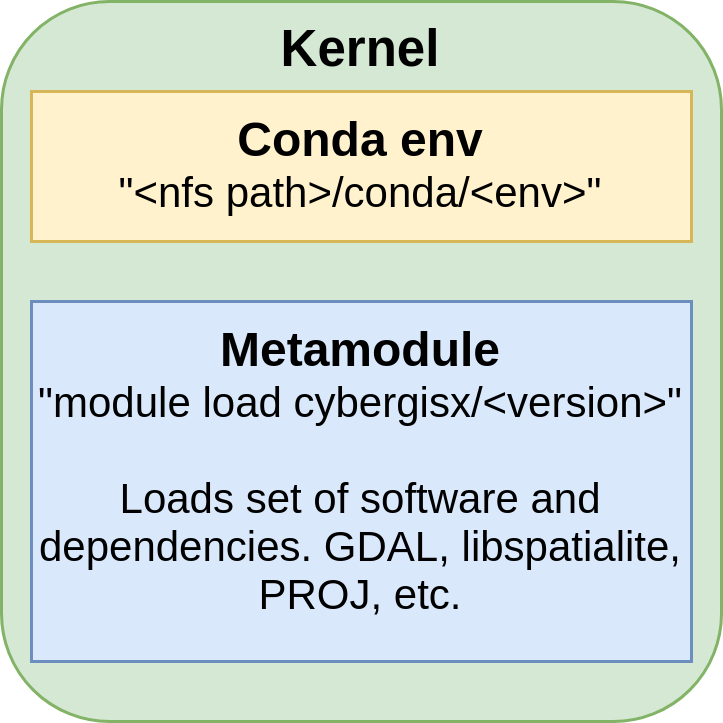 Kernel
Conda env
"<nfs path>/conda/<env>"
Metamodule
"module load cybergisx/<version>"
Loads set of software and
dependencies. GDAL, libspatialite,
PROJ, etc.